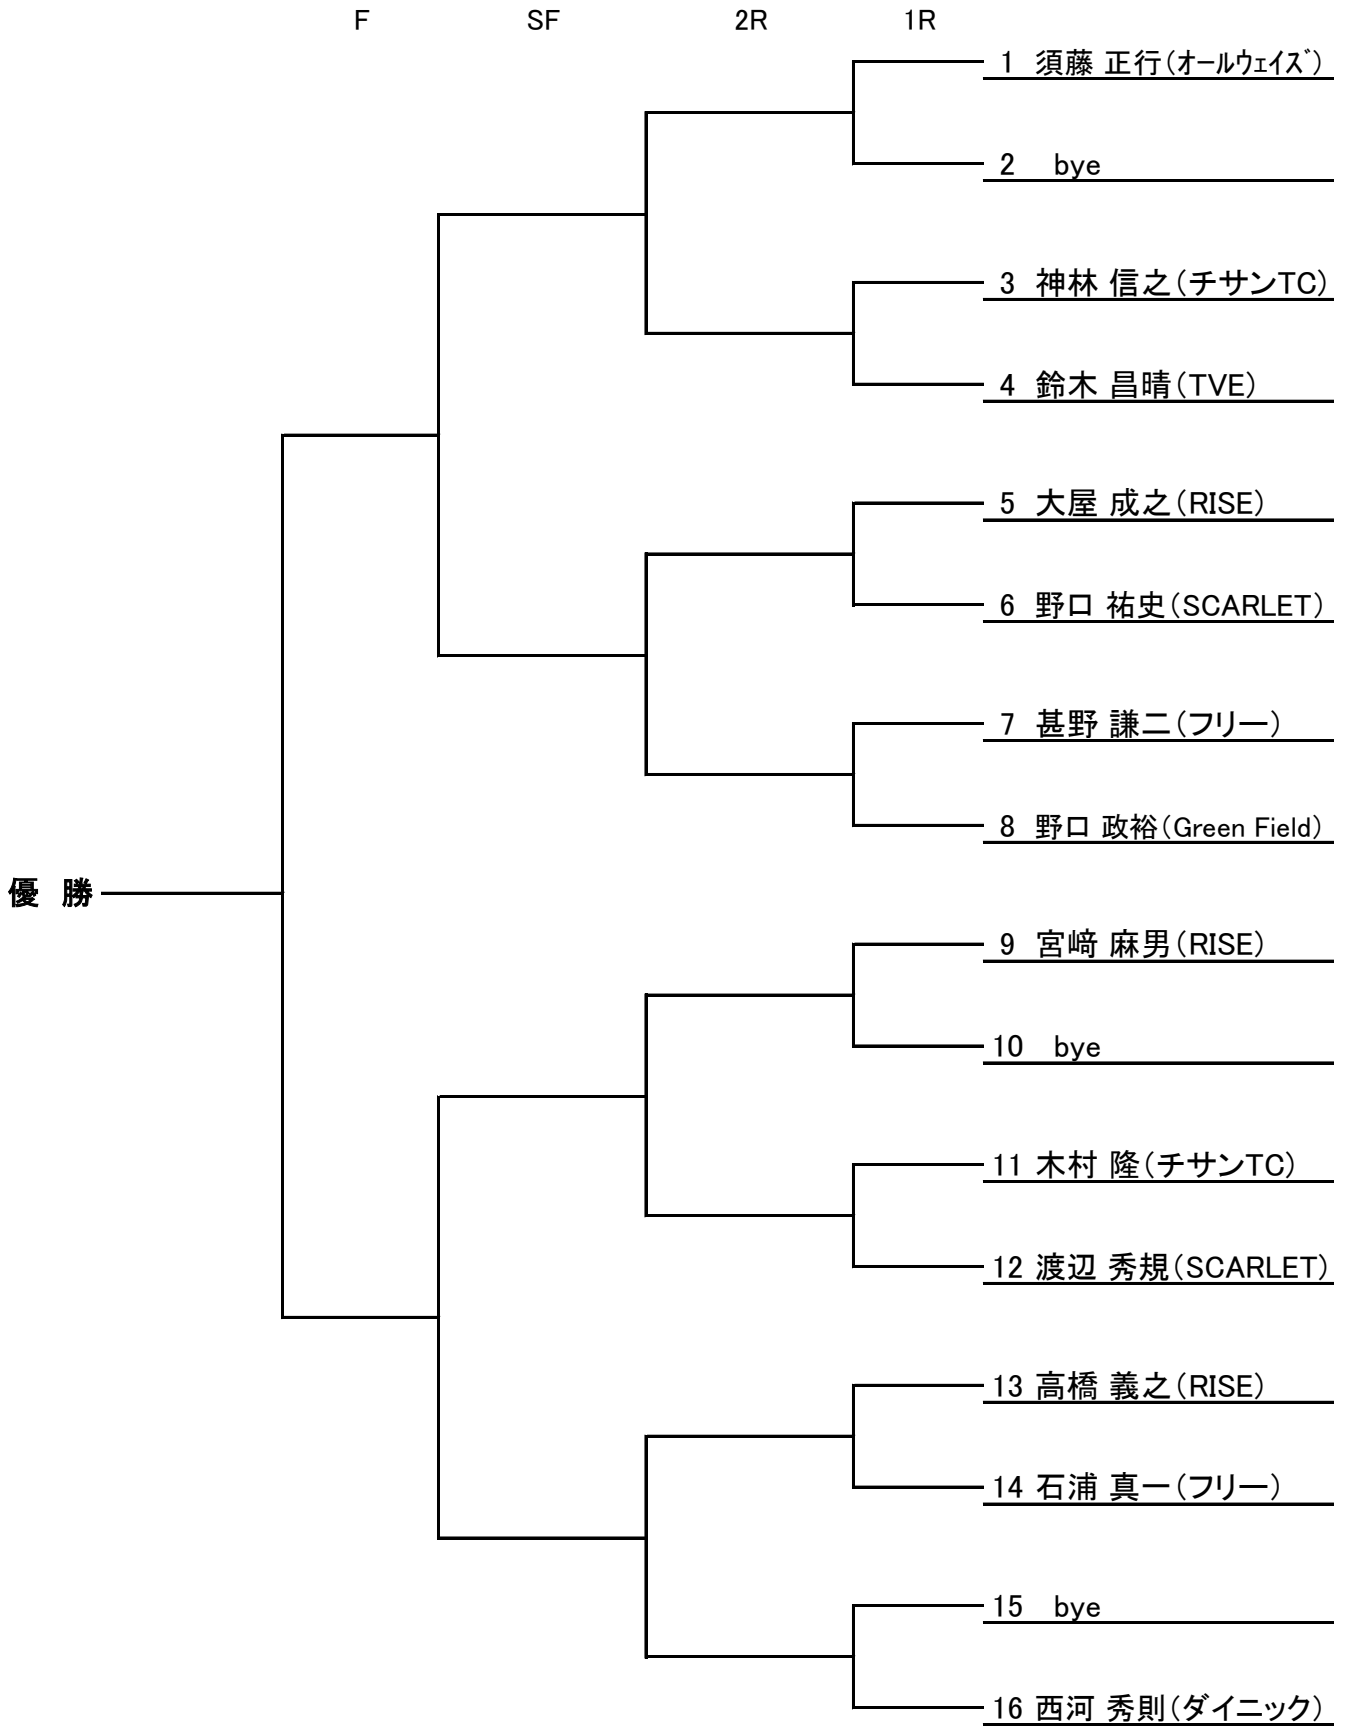 F SF 2R 1R
1 須藤 正行(ｵｰﾙｳｪｲｽﾞ)
2 bye
3 神林 信之(チサンTC)
4 鈴木 昌晴(TVE)
5 大屋 成之(RISE)
6 野口 祐史(SCARLET)
7 甚野 謙二(フリー)
8 野口 政裕(Green Field)
優 勝
9 宮﨑 麻男(RISE)
10 bye
11 木村 隆(チサンTC)
12 渡辺 秀規(SCARLET)
13 高橋 義之(RISE)
14 石浦 真一(フリー)
15 bye
16 西河 秀則(ダイニック)